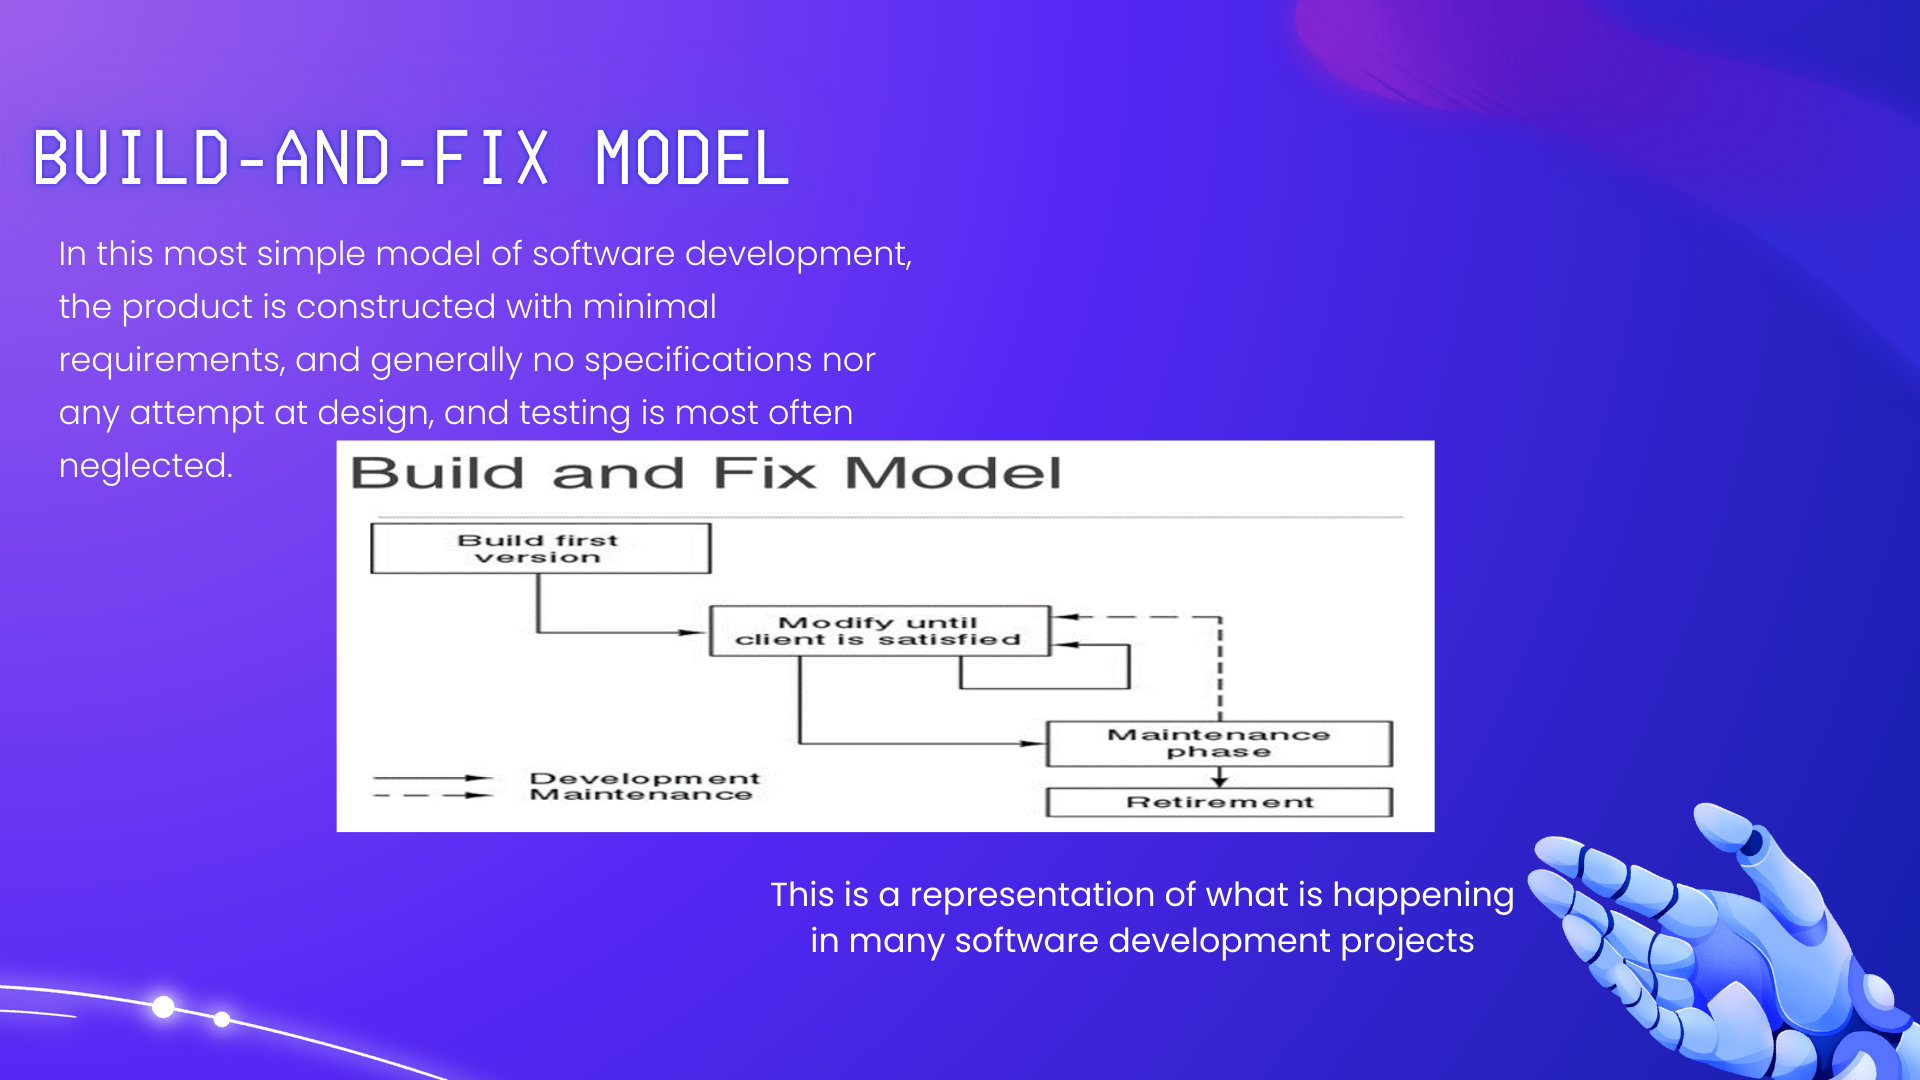 BUILD-AND-FIX MODEL
In this most simple model of software development,
the product is constructed with minimal
requirements, and generally no specifications nor
any attempt at design, and testing is most often
neglected.
Build and Fix Model
Build first
version
Modify until
client is satisfied
Maintenance
phase
Development
Maintenance
Retirement
This is a representation of what is happening
in many software development projects